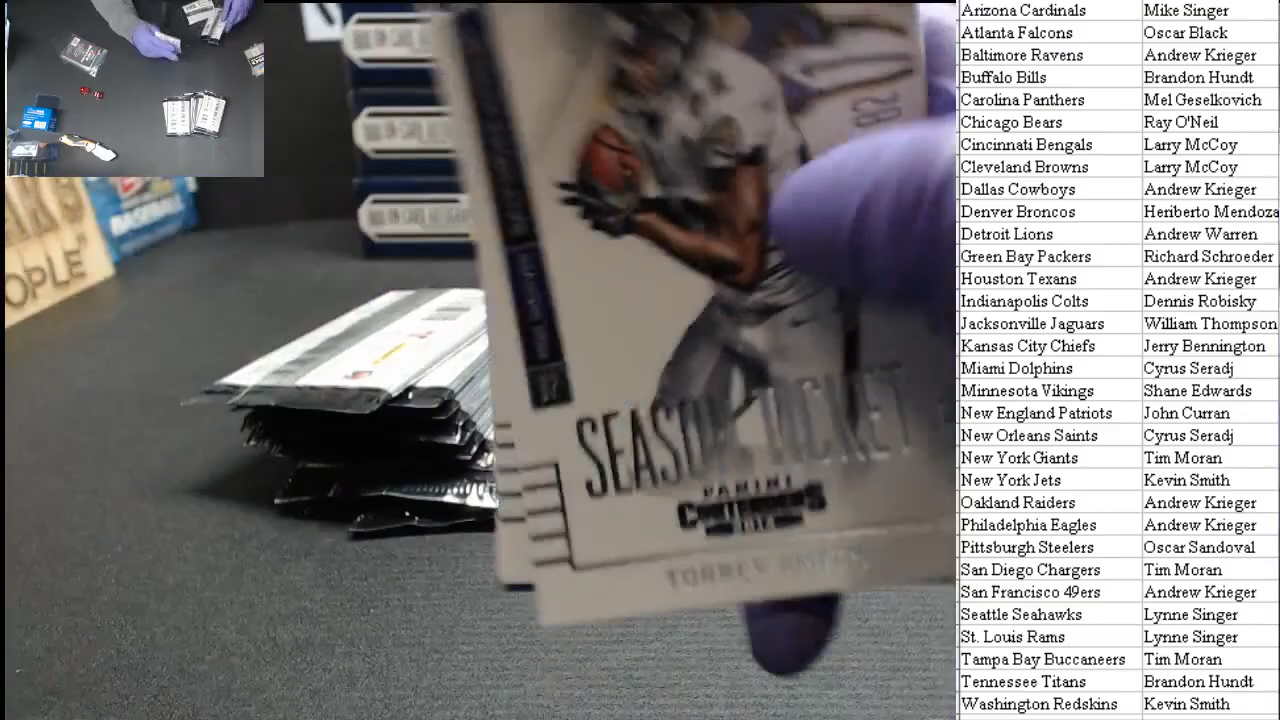 Arizona Cardinals Mike Singer
Atlanta Falcons Oscar Black
Baltimore Ravens Andrew Krieger
Buffalo Bills Brandon Hundt
Carolina Panthers Mel Geselkovich
Chicago Bears Ray O'Neil
Cincinnati Bengals Larry McCoy
Cleveland Browns Larry McCoy
Dallas Cowboys Andrew Krieger
Denver Broncos Heriberto Mendoza
Detroit Lions Andrew Warren
Green Bay Packers Richard Schroeder
Houston Texans Andrew Krieger
Indianapolis Colts Dennis Robisky
Jacksonville Jaguars William Thompson
Kansas City Chiefs Jerry Bennington
Miami Dolphins Cyrus Seradj
Minnesota Vikings Shane Edwards
New England Patriots John Curran
New Orleans Saints Cyrus Seradj
New York Giants Tim Moran
New York Jets Kevin Smith
Oakland Raiders Andrew Krieger
Philadelphia Eagles Andrew Krieger
Pittsburgh Steelers Oscar Sandoval
San Diego Chargers Tim Moran
San Francisco 49ers Andrew Krieger
Seattle Seahawks Lynne Singer
St. Louis Rams Lynne Singer
Tampa Bay Buccaneers Tim Moran
Tennessee Titans Brandon Hundt
Washington Redskins Kevin Smith
SEASON TICKET
PANINI
CONTENDERS
TORREY
BASEBALL
OPLE